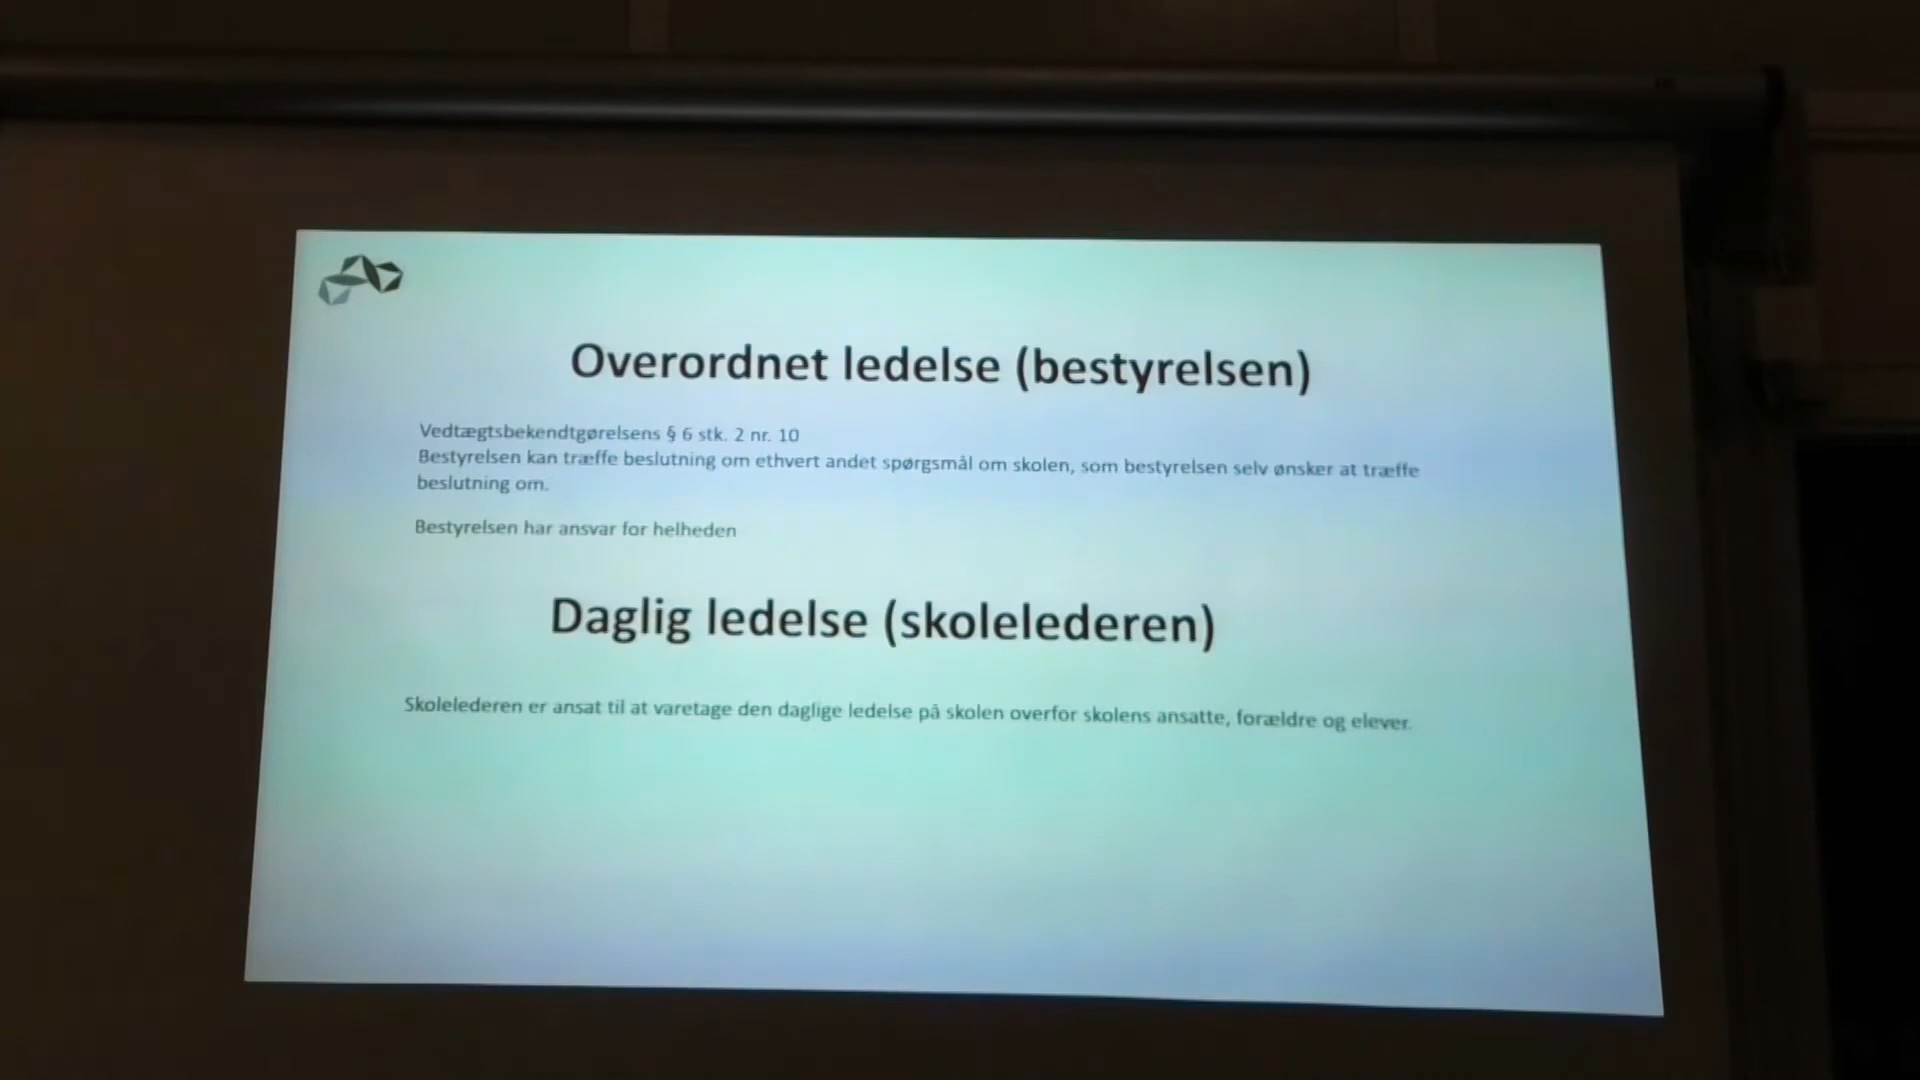 Overordnet ledelse (bestyrelsen)
Vedtægtsbekendtgørelsens § 6 stk. 2 nr. 10
Bestyrelsen kan træffe beslutning om ethvert andet spørgsmål om skolen, som bestyrelsen selv ønsker at træffe
beslutning om.
Bestyrelsen har ansvar for helheden
Daglig ledelse (skolelederen)
Skolelederen er ansat til at varetage den daglige ledelse på skolen overfor skolens ansatte, forældre og elever.